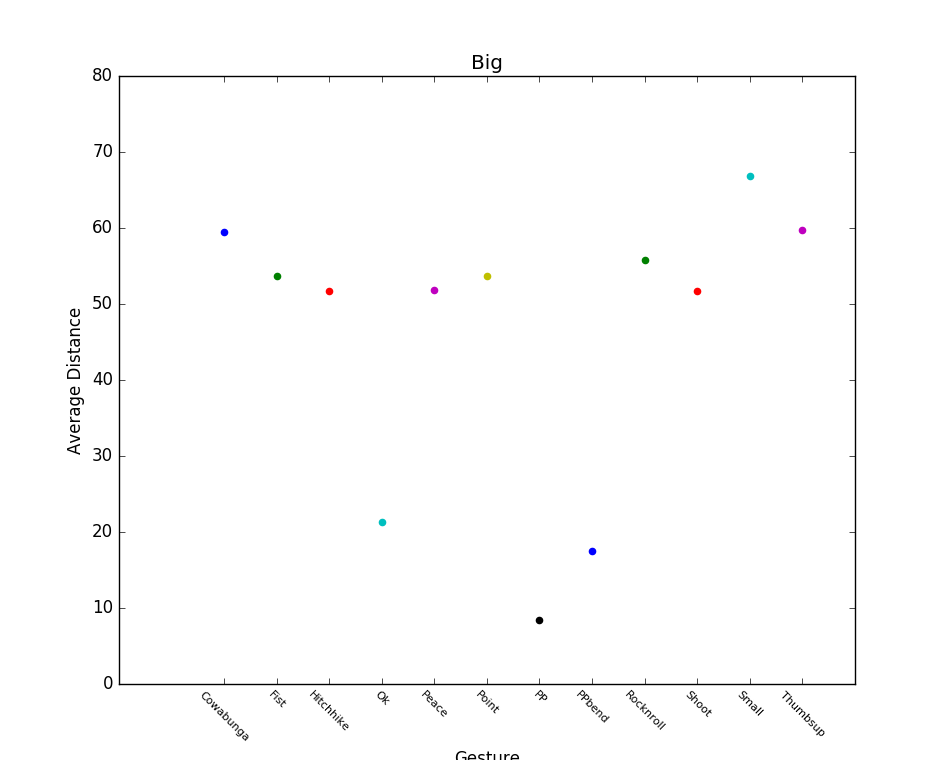 Big
80
70
60
50
40
30
20
10
0
Average Distance
Cowabunga
Fist
Hitchhike
Ok
Peace
Point
PP
PPbend
Rocknroll
Shoot
Small
Thumbsup
Gesture